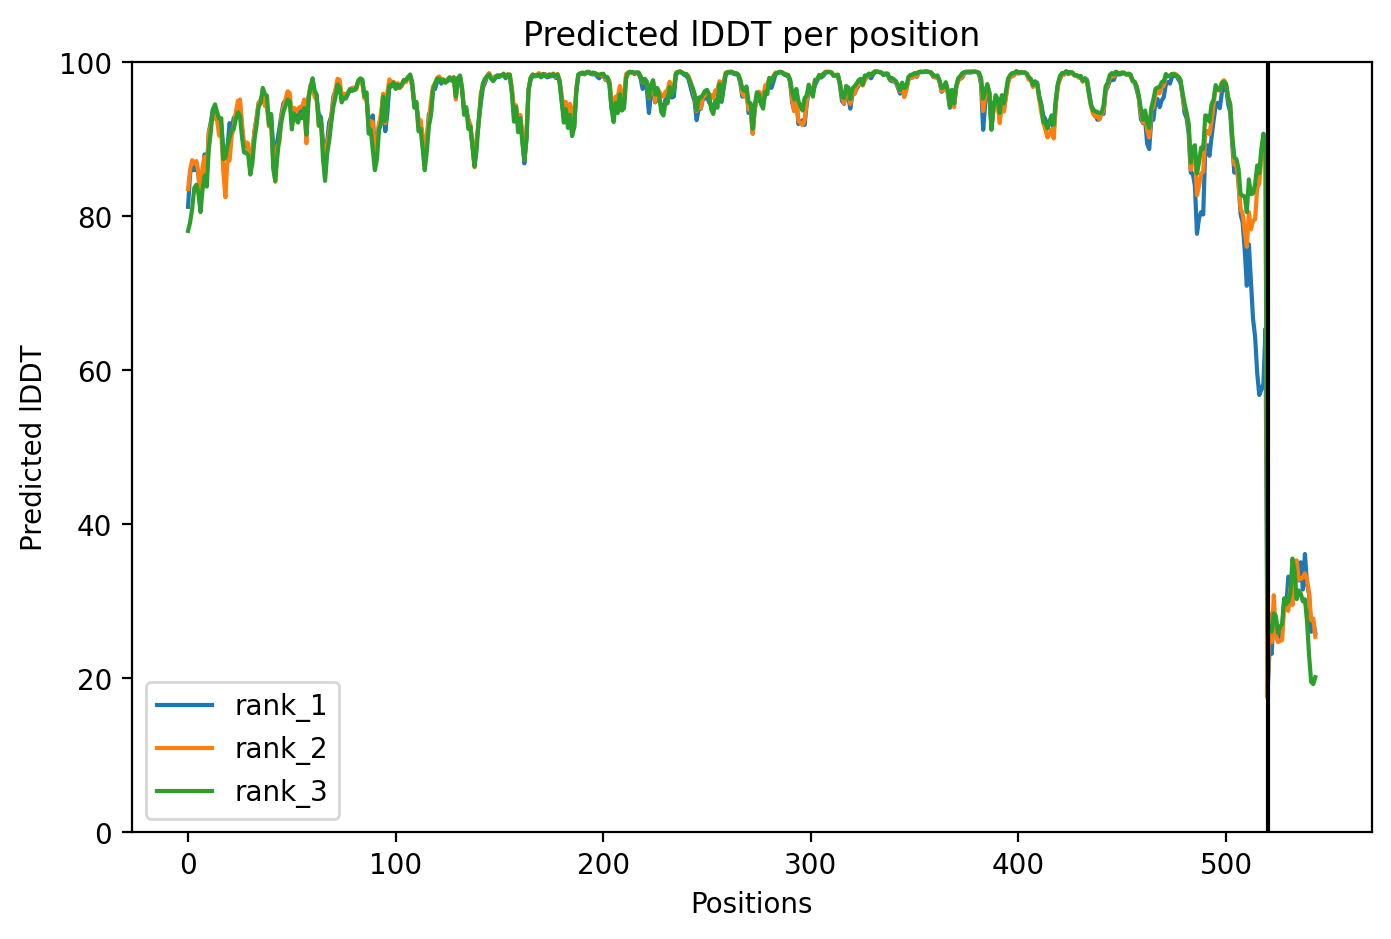 Predicted lDDT per position
Predicted lDDT
100
80
60
40
20
0
rank_1
rank_2
rank_3
0 100 200 300 400 500
Positions